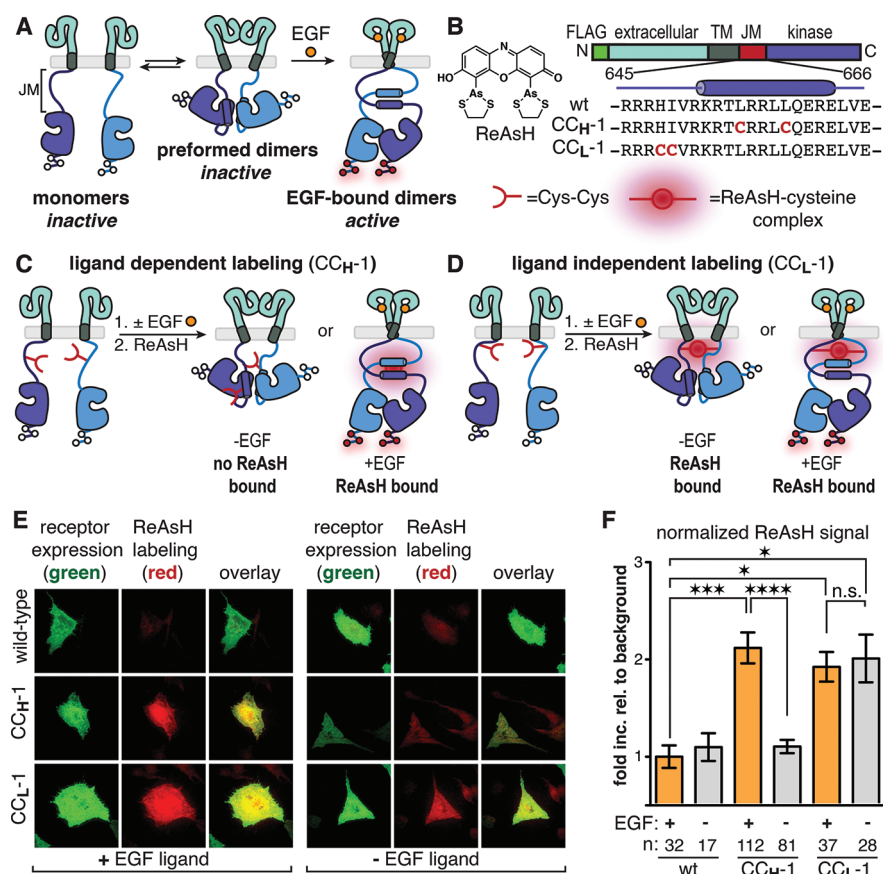 A
EGF
JM
monomers
inactive
preformed dimers
inactive
EGF-bound dimers
active
B
FLAG extracellular TM JM kinase
N C
645 666
HO N O O
As As
S S S S
ReAsH
wt -RRRHIVRKRTLRRLLQERELVE-
CCH-1 -RRRHIVRKRTCRRLCQERELVE-
CCL-1 -RRRCCVRKRTLRRLLQERELVE-
=Cys-Cys
=ReAsH-cysteine
complex
C ligand dependent labeling (CCH-1)
1. ± EGF
2. ReAsH
or
-EGF
no ReAsH
bound
+EGF
ReAsH bound
D ligand independent labeling (CCL-1)
1. ± EGF
2. ReAsH
or
-EGF
ReAsH
bound
+EGF
ReAsH bound
E
receptor
expression
(green)
ReAsH
labeling
(red)
overlay
receptor
expression
(green)
ReAsH
labeling
(red)
overlay
wild-type
CCH-1
CCL-1
+ EGF ligand
- EGF ligand
F
normalized ReAsH signal
fold inc. rel. to background
3
2
1
✶
✶
✶✶✶ ✶✶✶✶ n.s.
EGF: + - + - + -
n: 32 17 112 81 37 28
wt CCH-1 CCL-1